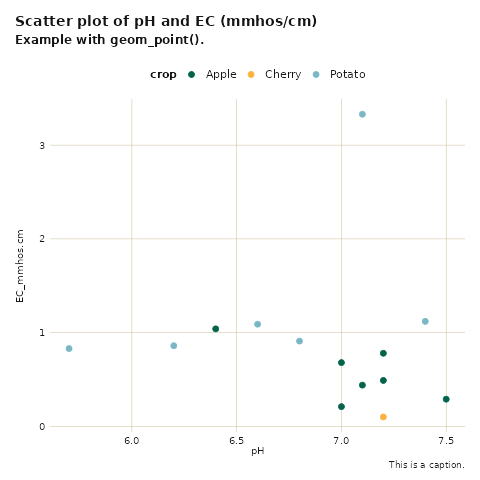 Scatter plot of pH and EC (mmhos/cm)
Example with geom_point().
crop Apple Cherry Potato
EC_mmhos.cm
3
2
1
0
6.0 6.5 7.0 7.5
pH
This is a caption.